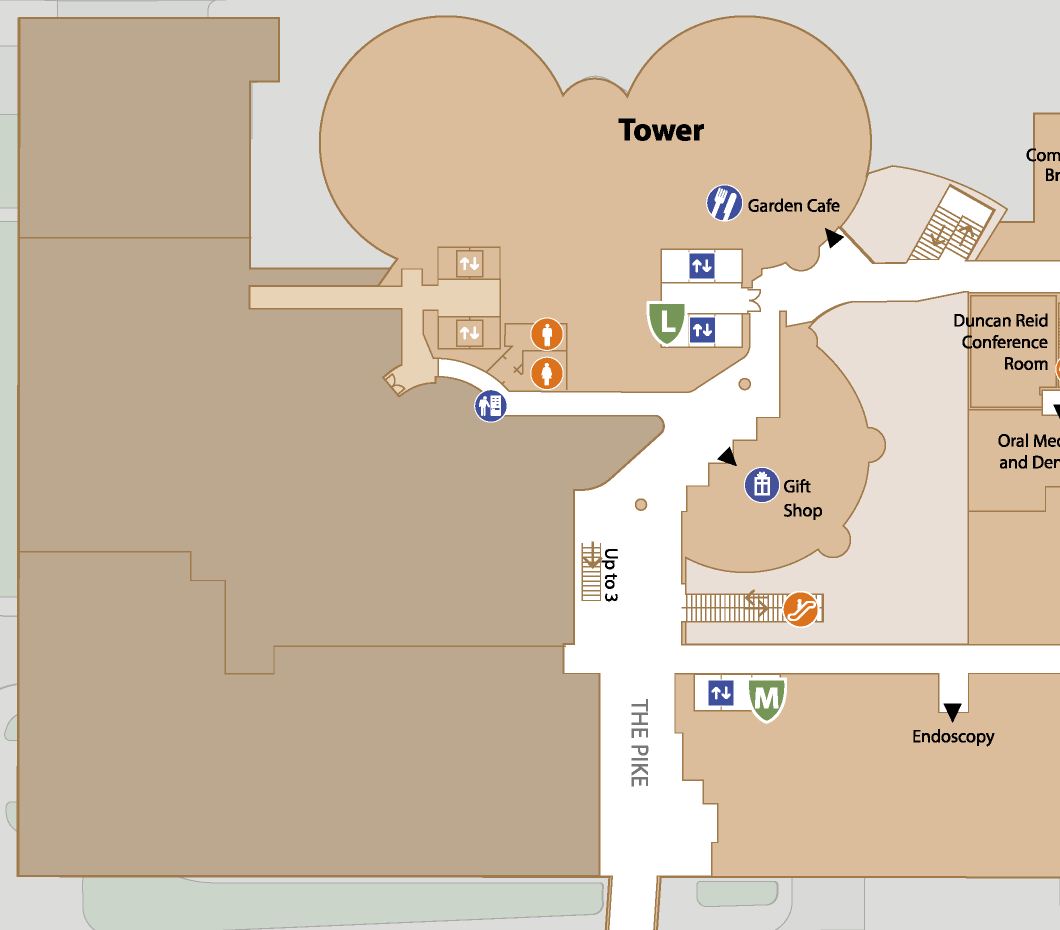 Tower
Com
Br
Garden Cafe
L
Duncan Reid
Conference
Room
Oral Med
and Den
Gift
Shop
Up to 3
M
THE PIKE
Endoscopy